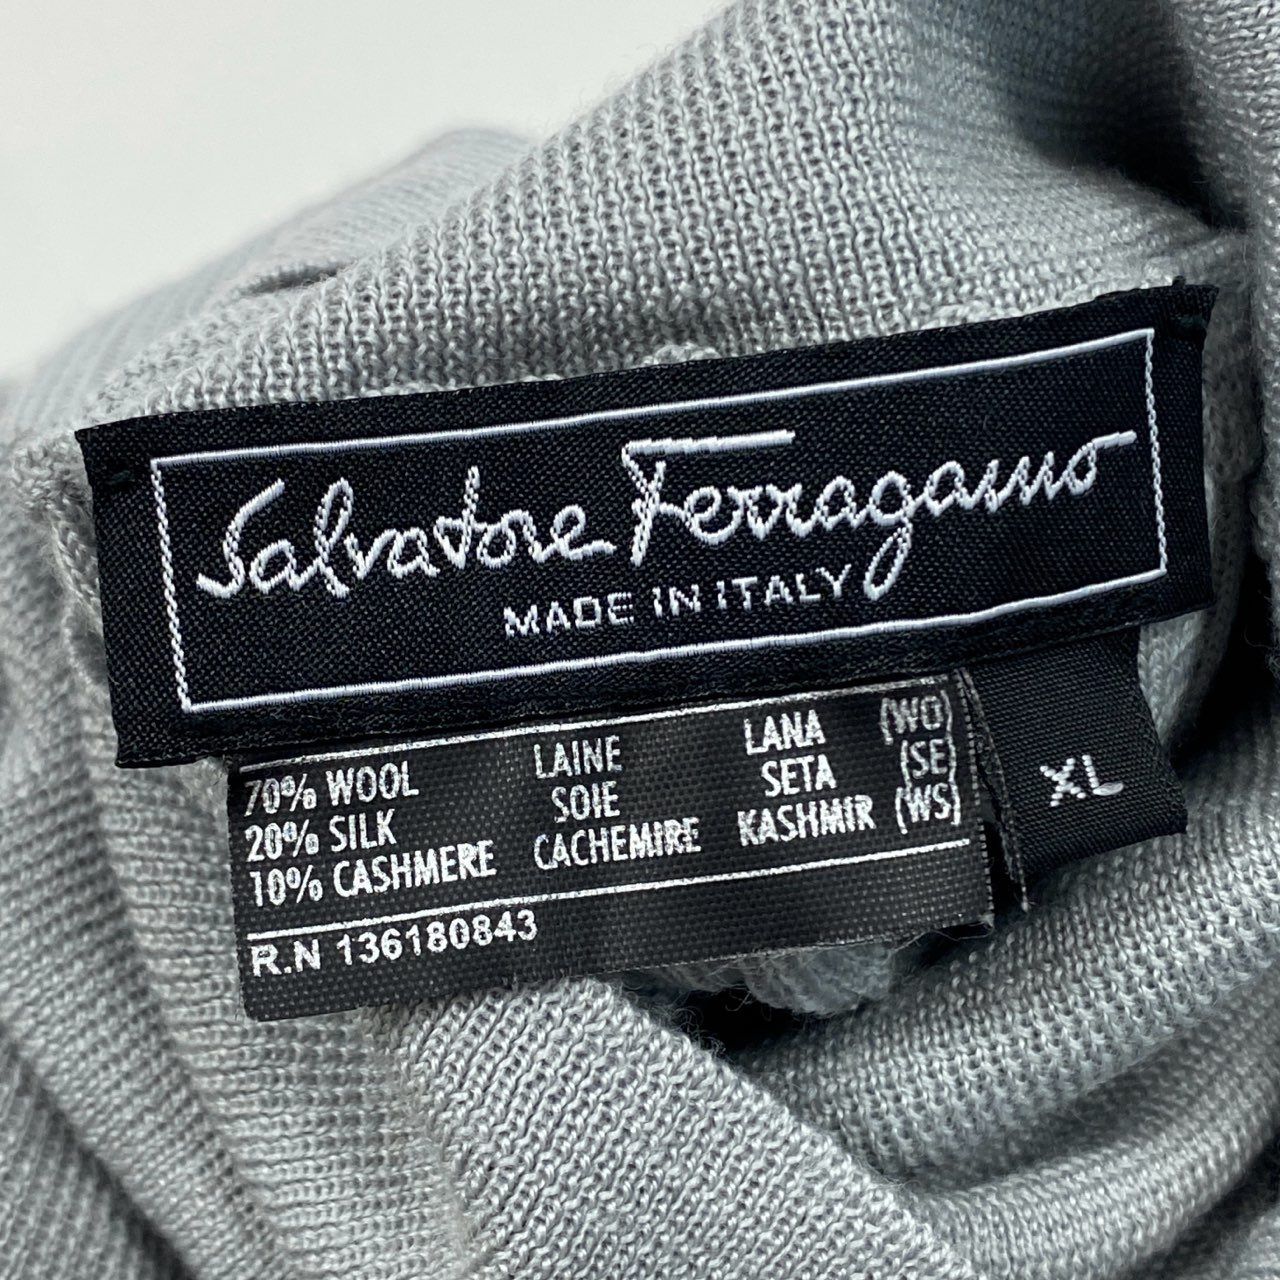 Salvatore Ferragamo
MADE IN ITALY
70% WOOL LAINE LANA (WO)
20% SILK SOIE SETA (SE)
10% CASHMERE CACHEMIRE KASHMIR (WS)
R.N 136180843
XL